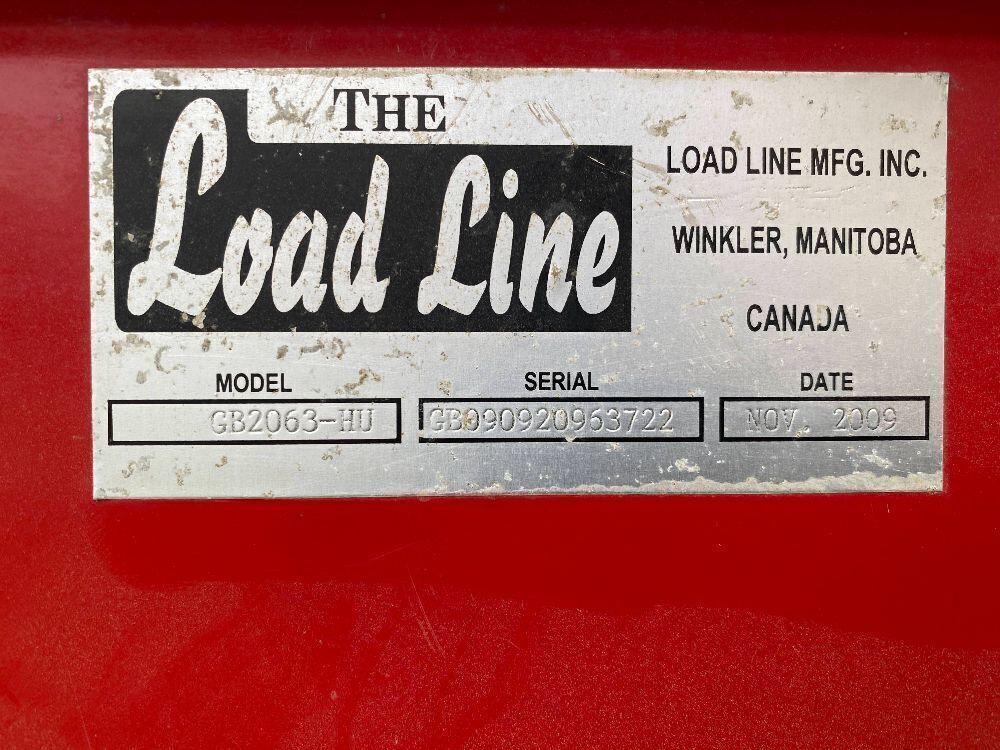 THE
Load Line
LOAD LINE MFG. INC.
WINKLER, MANITOBA
CANADA
MODEL SERIAL DATE
GB2063-HU GB090920963722 NOV. 2009